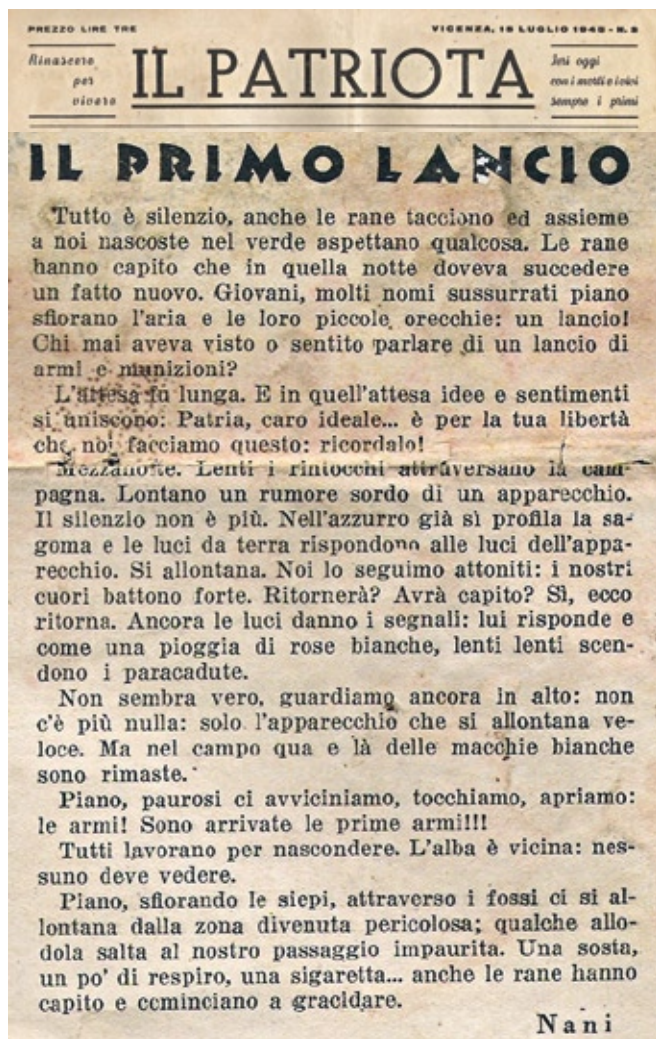 PREZZO LIRE TRE
VICENZA, 15 LUGLIO 1945 - N. 3
Rinascere
per
vivere
IL PATRIOTA
Ieri oggi
con i morti e i vivi
sempre i primi
IL PRIMO LANCIO
Tutto è silenzio, anche le rane tacciono ed assieme
a noi nascoste nel verde aspettano qualcosa. Le rane
hanno capito che in quella notte doveva succedere
un fatto nuovo. Giovani, molti nomi sussurrati piano
sfiorano l'aria e le loro piccole orecchie: un lancio!
Chi mai aveva visto o sentito parlare di un lancio di
armi e munizioni?
L'attesa fu lunga. E in quell'attesa idee e sentimenti
si uniscono: Patria, caro ideale... è per la tua libertà
che noi facciamo questo: ricordalo!
Mezzanotte. Lenti i rintocchi attraversano la cam-
pagna. Lontano un rumore sordo di un apparecchio.
Il silenzio non è più. Nell'azzurro già sì profila la sa-
goma e le luci da terra rispondono alle luci dell'appa-
recchio. Si allontana. Noi lo seguimo attoniti: i nostri
cuori battono forte. Ritornerà? Avrà capito? Sì, ecco
ritorna. Ancora le luci danno i segnali: lui risponde e
come una pioggia di rose bianche, lenti lenti scen-
dono i paracadute.
Non sembra vero, guardiamo ancora in alto: non
c'è più nulla: solo l'apparecchio che si allontana ve-
loce. Ma nel campo qua e là delle macchie bianche
sono rimaste.
Piano, paurosi ci avviciniamo, tocchiamo, apriamo:
le armi! Sono arrivate le prime armi!!!
Tutti lavorano per nascondere. L'alba è vicina: nes-
suno deve vedere.
Piano, sfiorando le siepi, attraverso i fossi ci si al-
lontana dalla zona divenuta pericolosa; qualche allo-
dola salta al nostro passaggio impaurita. Una sosta,
un po' di respiro, una sigaretta... anche le rane hanno
capito e cominciano a gracidare.
Nani